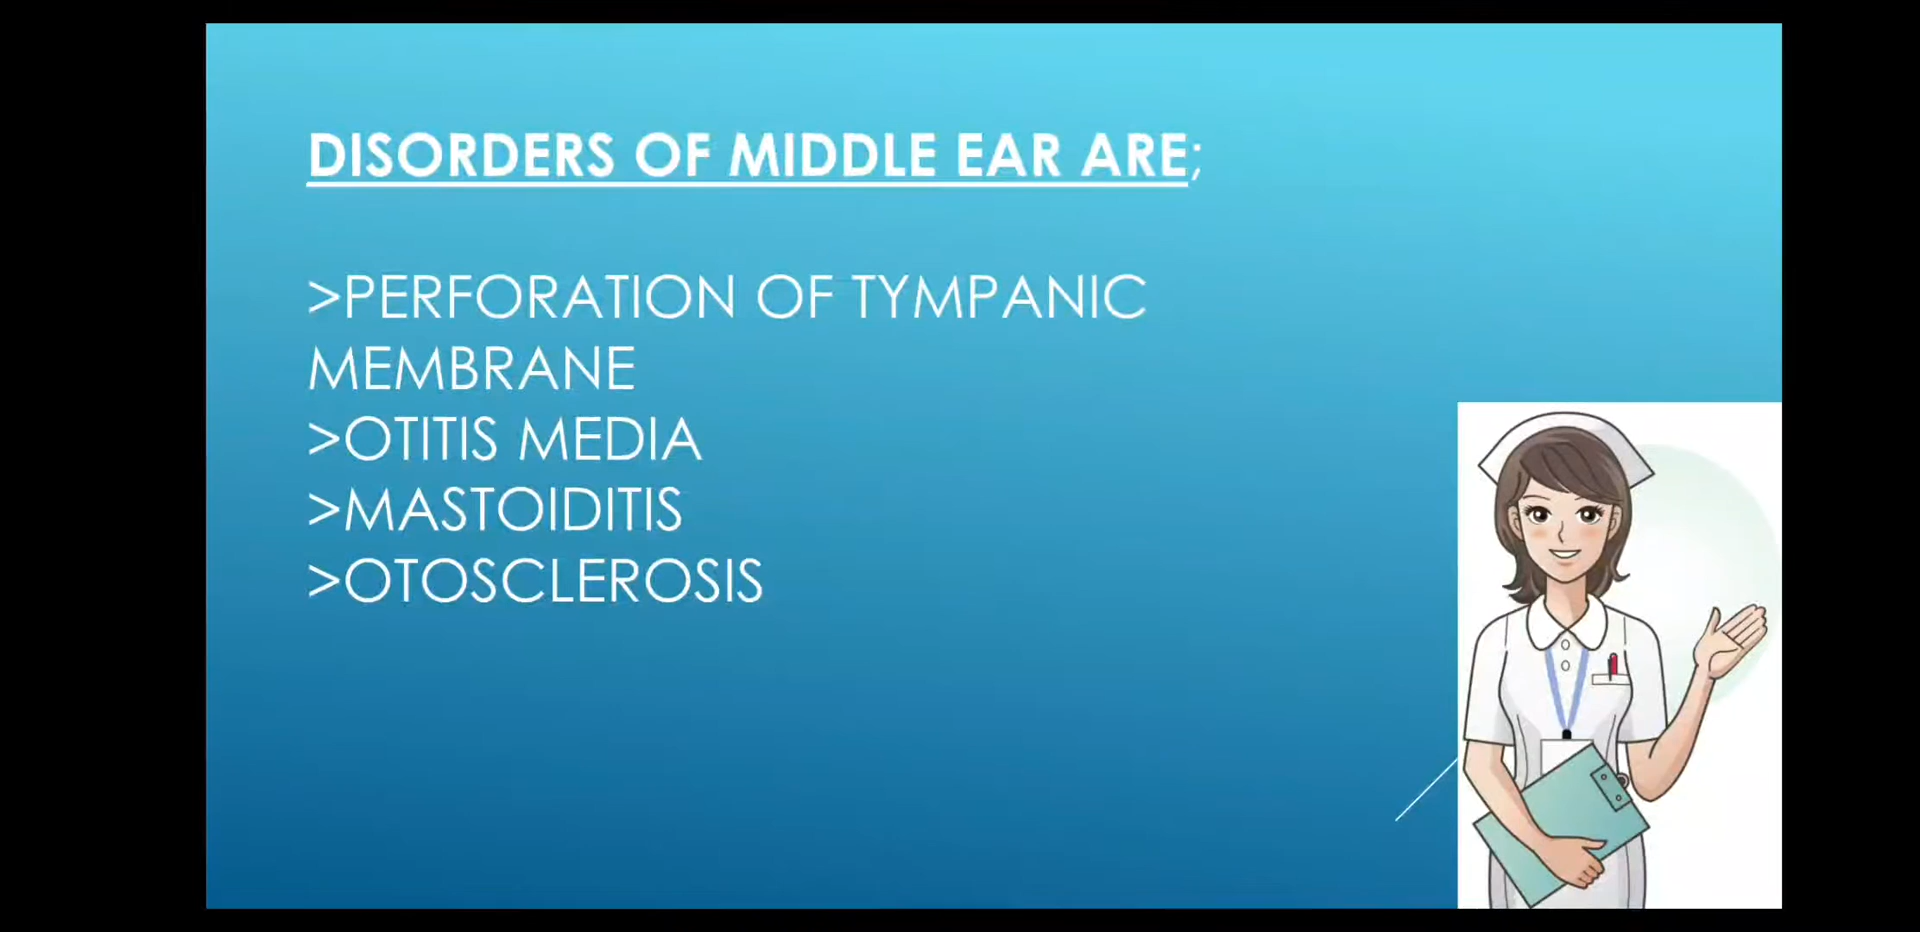 DISORDERS OF MIDDLE EAR ARE;
>PERFORATION OF TYMPANIC
MEMBRANE
>OTITIS MEDIA
>MASTOIDITIS
>OTOSCLEROSIS